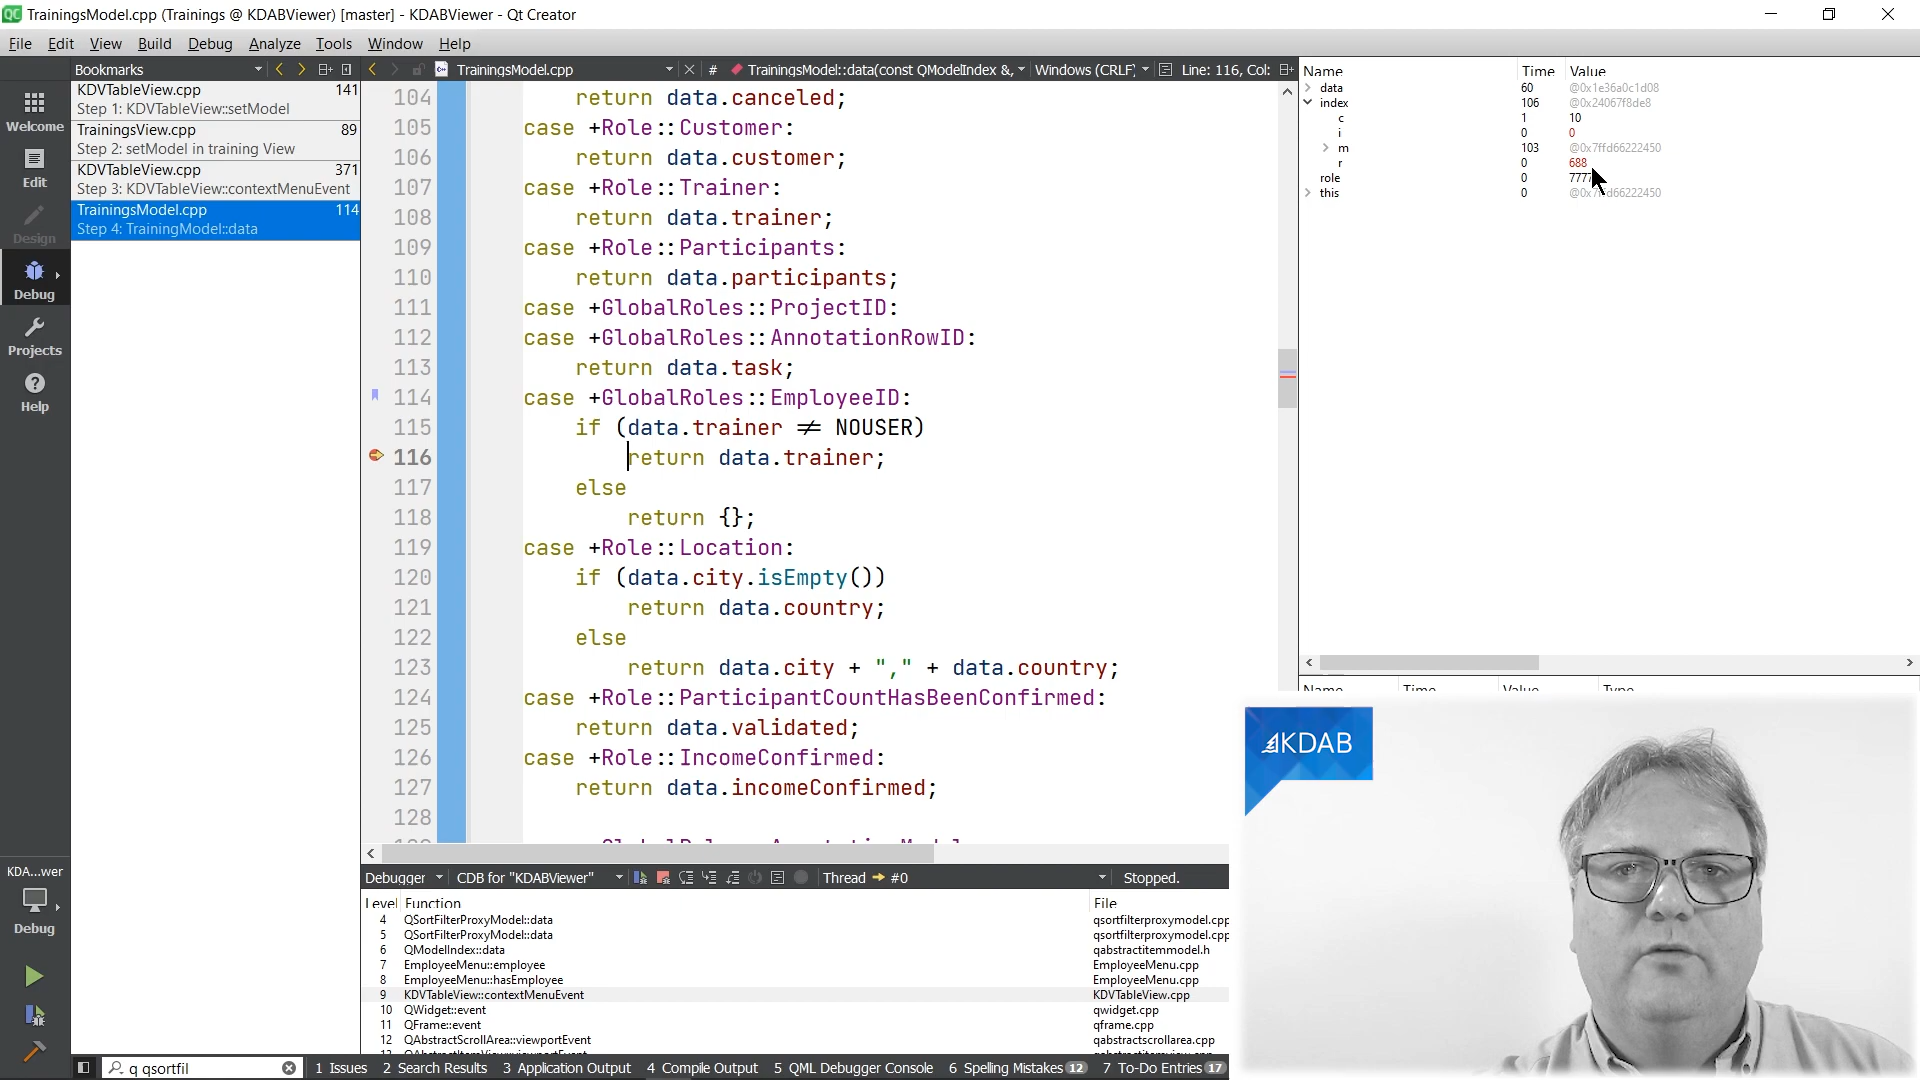 TrainingsModel.cpp (Trainings @ KDABViewer) [master] - KDABViewer - Qt Creator
File Edit View Build Debug Analyze Tools Window Help
Bookmarks
TrainingsModel.cpp
# TrainingsModel::data(const QModelIndex &,
Windows (CRLF)
Line: 116, Col:
KDVTableView.cpp 141
Step 1: KDVTableView::setModel
TrainingsView.cpp 89
Step 2: setModel in training View
KDVTableView.cpp 371
Step 3: KDVTableView::contextMenuEvent
TrainingsModel.cpp 114
Step 4: TrainingModel::data
Welcome
Edit
Design
Debug
Projects
Help
KDA...wer
Debug
104 return data.canceled;
105 case +Role::Customer:
106 return data.customer;
107 case +Role::Trainer:
108 return data.trainer;
109 case +Role::Participants:
110 return data.participants;
111 case +GlobalRoles::ProjectID:
112 case +GlobalRoles::AnnotationRowID:
113 return data.task;
114 case +GlobalRoles::EmployeeID:
115 if (data.trainer ≠ NOUSER)
116 return data.trainer;
117 else
118 return {};
119 case +Role::Location:
120 if (data.city.isEmpty())
121 return data.country;
122 else
123 return data.city + "," + data.country;
124 case +Role::ParticipantCountHasBeenConfirmed:
125 return data.validated;
126 case +Role::IncomeConfirmed:
127 return data.incomeConfirmed;
128
Name Time Value
data 60 @0x1e36a0c1d08
index 106 @0x24067f8de8
c 1 10
i 0 0
m 103 @0x7ffd66222450
r 0 688
role 0 7777
this 0
Name Time Value Type
KDAB
Debugger CDB for "KDABViewer" Thread #0 Stopped.
Level Function File
4 QSortFilterProxyModel::data qsortfilterproxymodel.cpp
5 QSortFilterProxyModel::data qsortfilterproxymodel.cpp
6 QModelIndex::data qabstractitemmodel.h
7 EmployeeMenu::employee EmployeeMenu.cpp
8 EmployeeMenu::hasEmployee EmployeeMenu.cpp
9 KDVTableView::contextMenuEvent KDVTableView.cpp
10 QWidget::event qwidget.cpp
11 QFrame::event qframe.cpp
12 QAbstractScrollArea::viewportEvent qabstractscrollarea.cpp
q qsortfil
1 Issues 2 Search Results 3 Application Output 4 Compile Output 5 QML Debugger Console 6 Spelling Mistakes 12 7 To-Do Entries 17